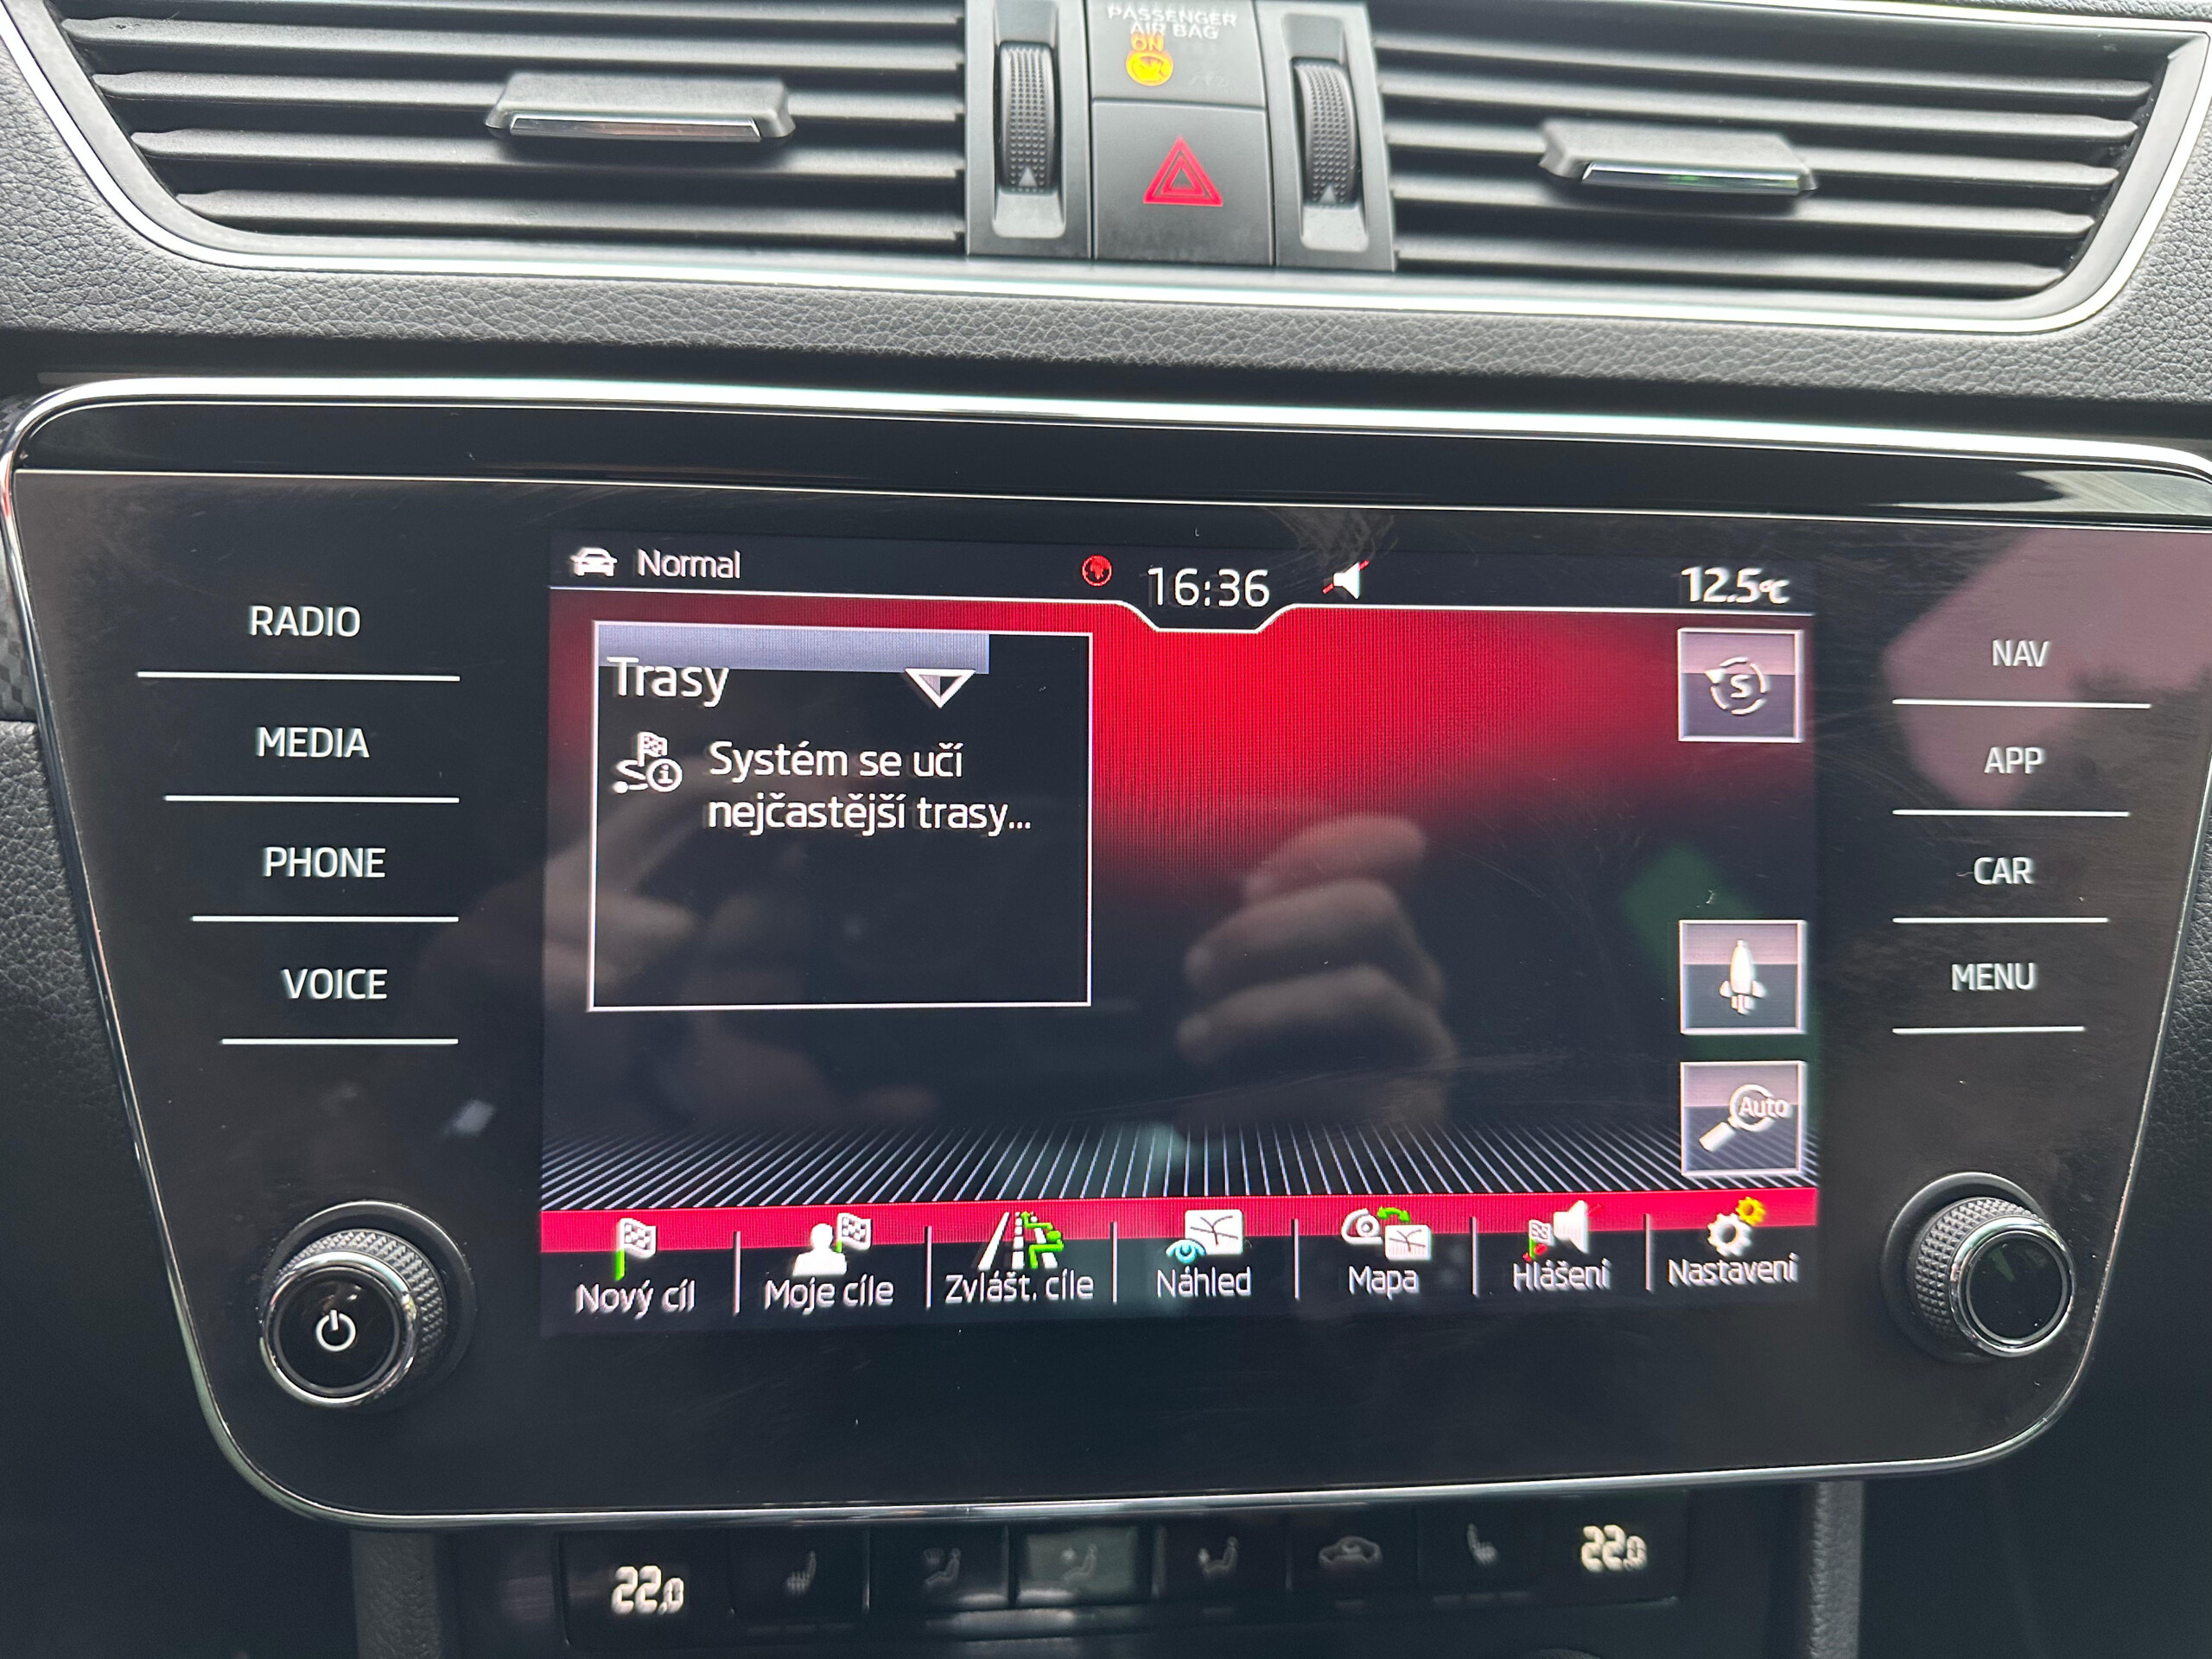 PASSENGER
AIR BAG
ON
Normal
16:36
12.5°C
RADIO
MEDIA
PHONE
VOICE
Trasy
Systém se učí
nejčastější trasy...
S
Auto
NAV
APP
CAR
MENU
Nový cíl
Moje cíle
Zvlášt. cíle
Náhled
Mapa
Hlášení
Nastavení
22.0
22.0